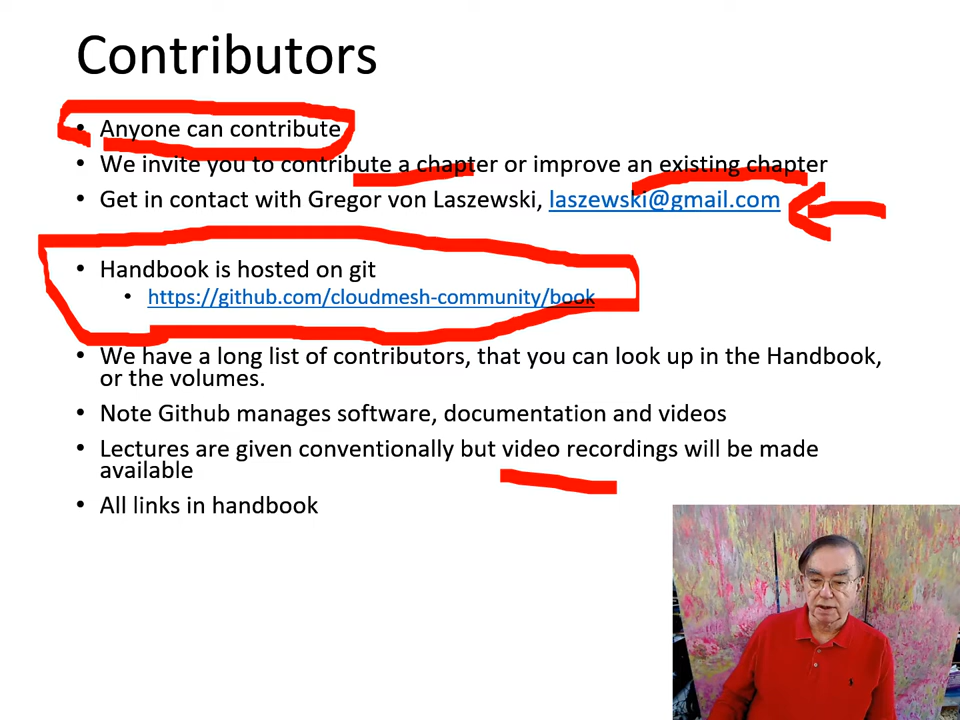 Contributors
• Anyone can contribute
• We invite you to contribute a chapter or improve an existing chapter
• Get in contact with Gregor von Laszewski, laszewski@gmail.com
• Handbook is hosted on git
• https://github.com/cloudmesh-community/book
• We have a long list of contributors, that you can look up in the Handbook,
or the volumes.
• Note Github manages software, documentation and videos
• Lectures are given conventionally but video recordings will be made
available
• All links in handbook